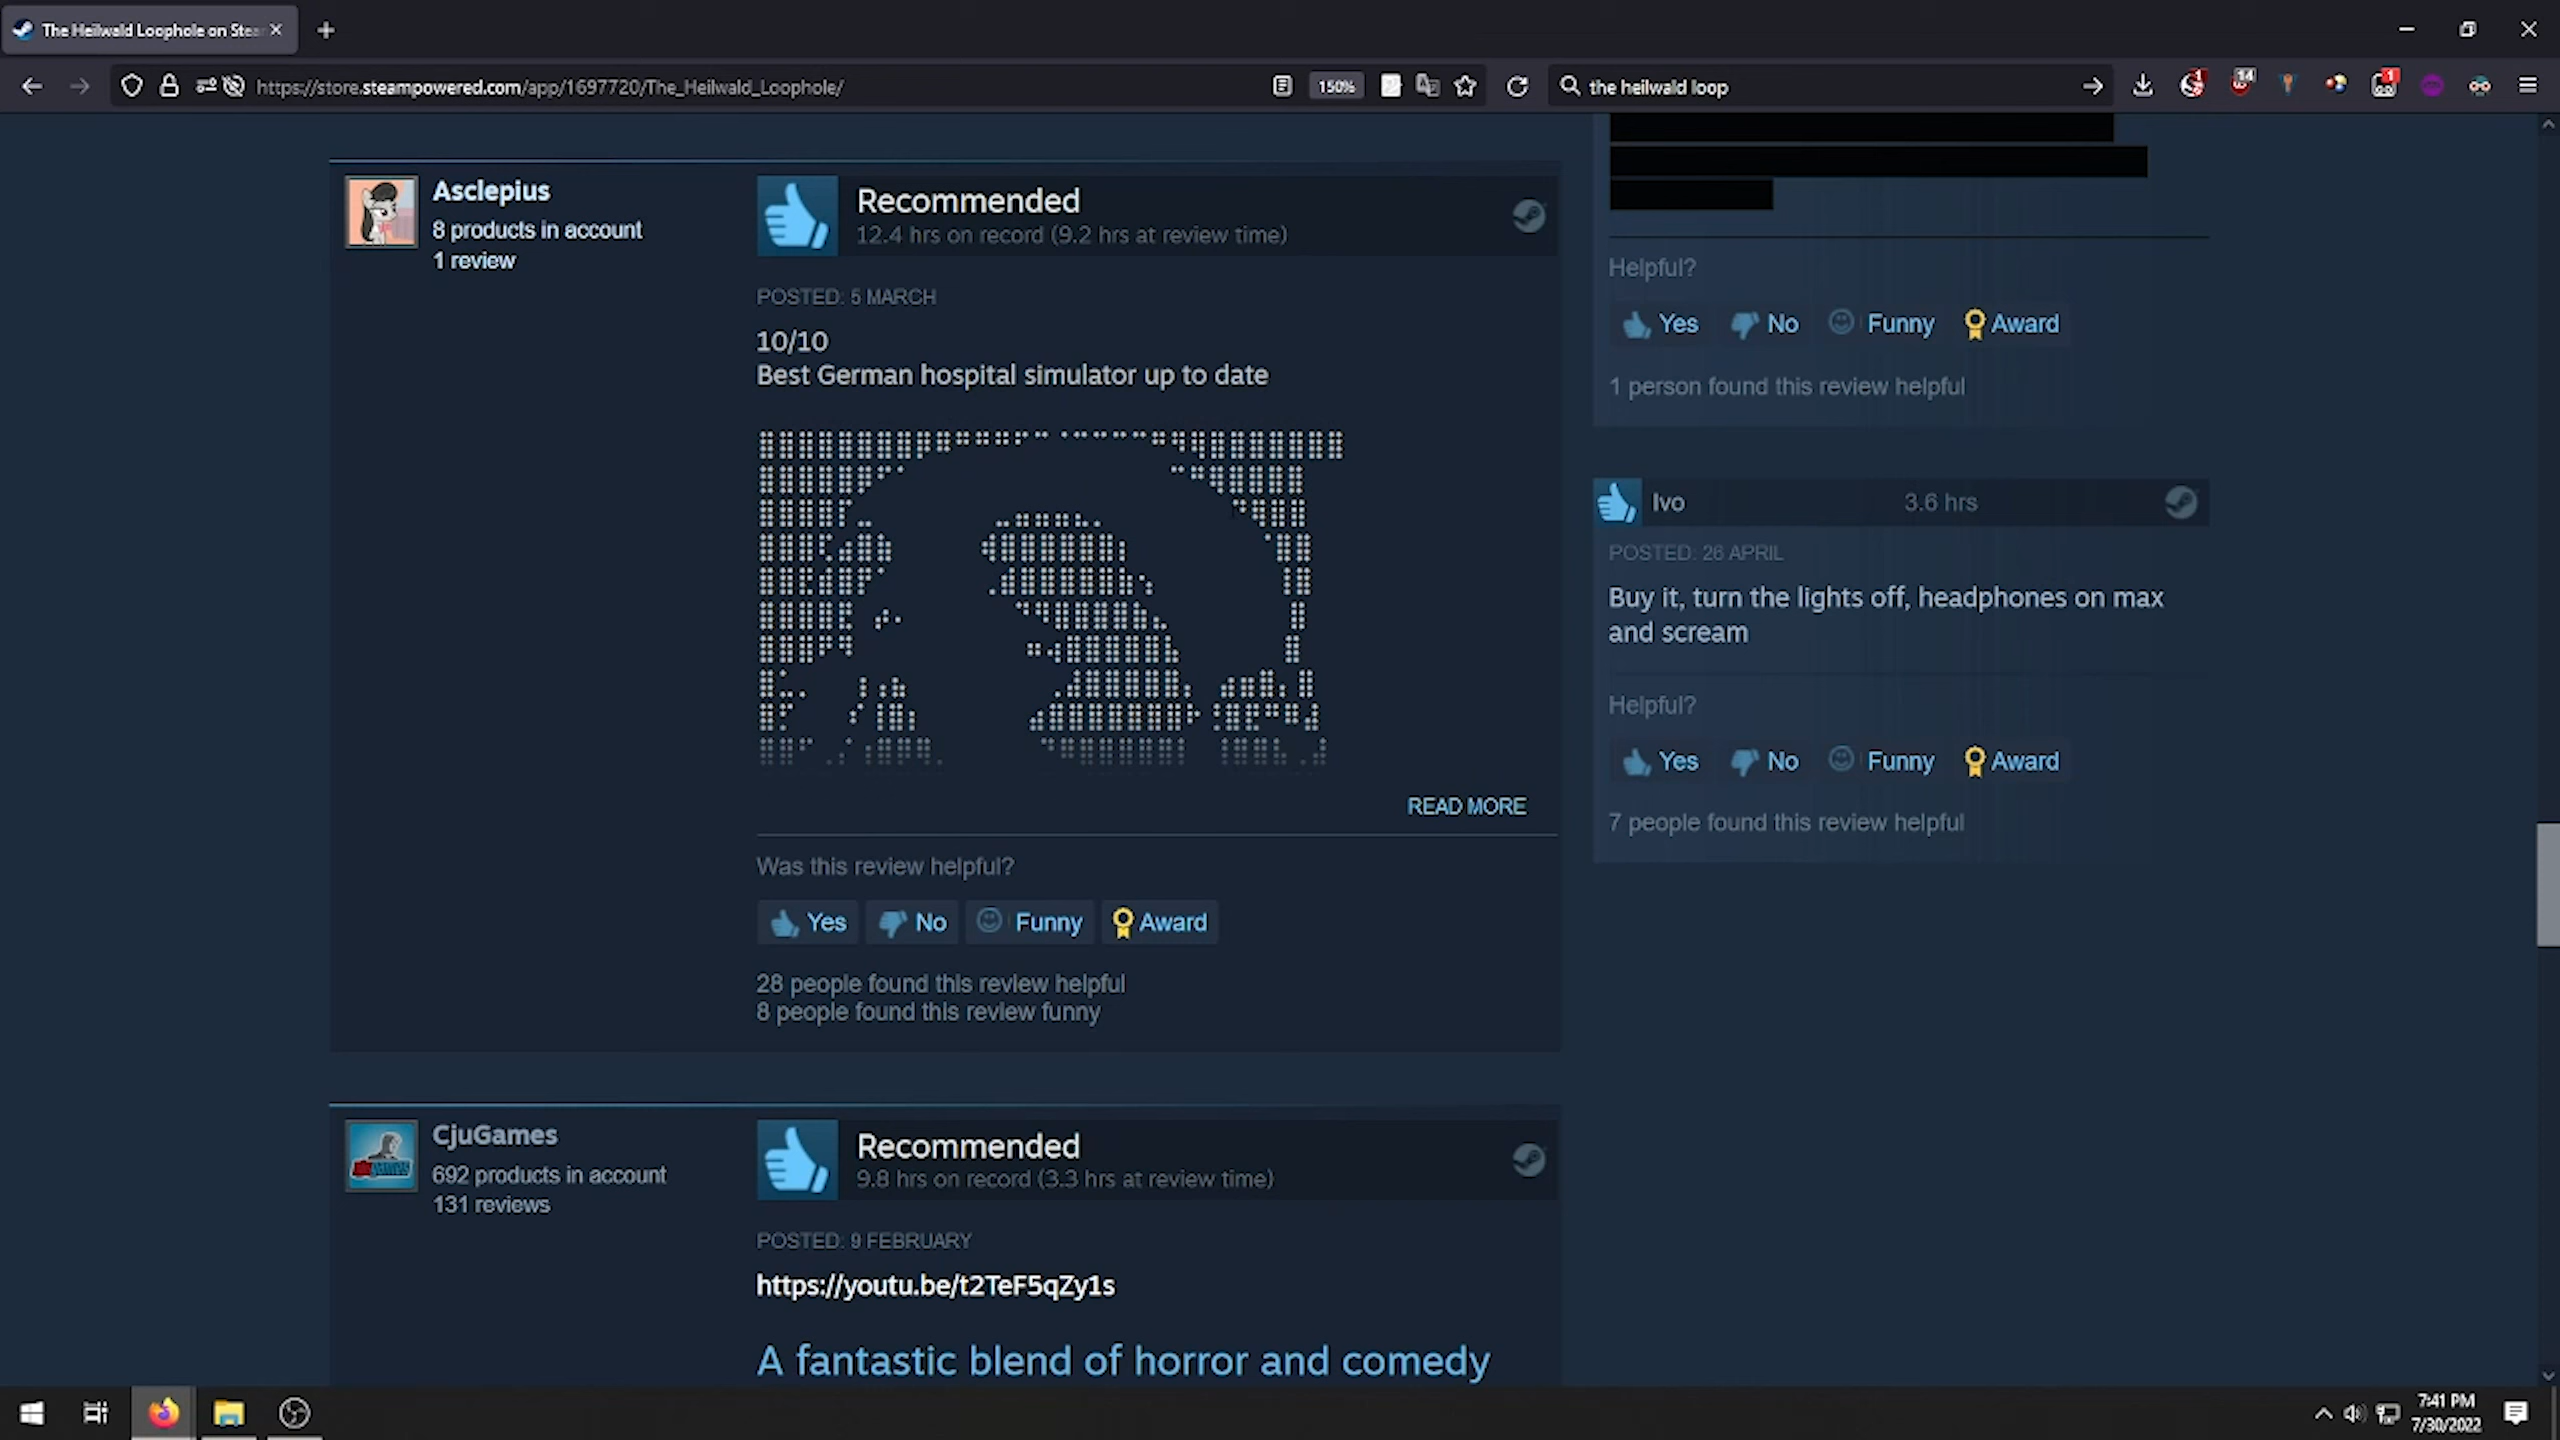 The Heilwald Loophole on Stea
https://store.steampowered.com/app/1697720/The_Heilwald_Loophole/
150%
the heilwald loop
1
14
1
Asclepius
8 products in account
1 review
Recommended
12.4 hrs on record (9.2 hrs at review time)
POSTED: 5 MARCH
10/10
Best German hospital simulator up to date
READ MORE
Was this review helpful?
Yes
No
Funny
Award
28 people found this review helpful
8 people found this review funny
CjuGames
692 products in account
131 reviews
Recommended
9.8 hrs on record (3.3 hrs at review time)
POSTED: 9 FEBRUARY
https://youtu.be/t2TeF5qZy1s
A fantastic blend of horror and comedy
Helpful?
Yes
No
Funny
Award
1 person found this review helpful
Ivo
3.6 hrs
POSTED: 26 APRIL
Buy it, turn the lights off, headphones on max
and scream
Helpful?
Yes
No
Funny
Award
7 people found this review helpful
7:41 PM
7/30/2022